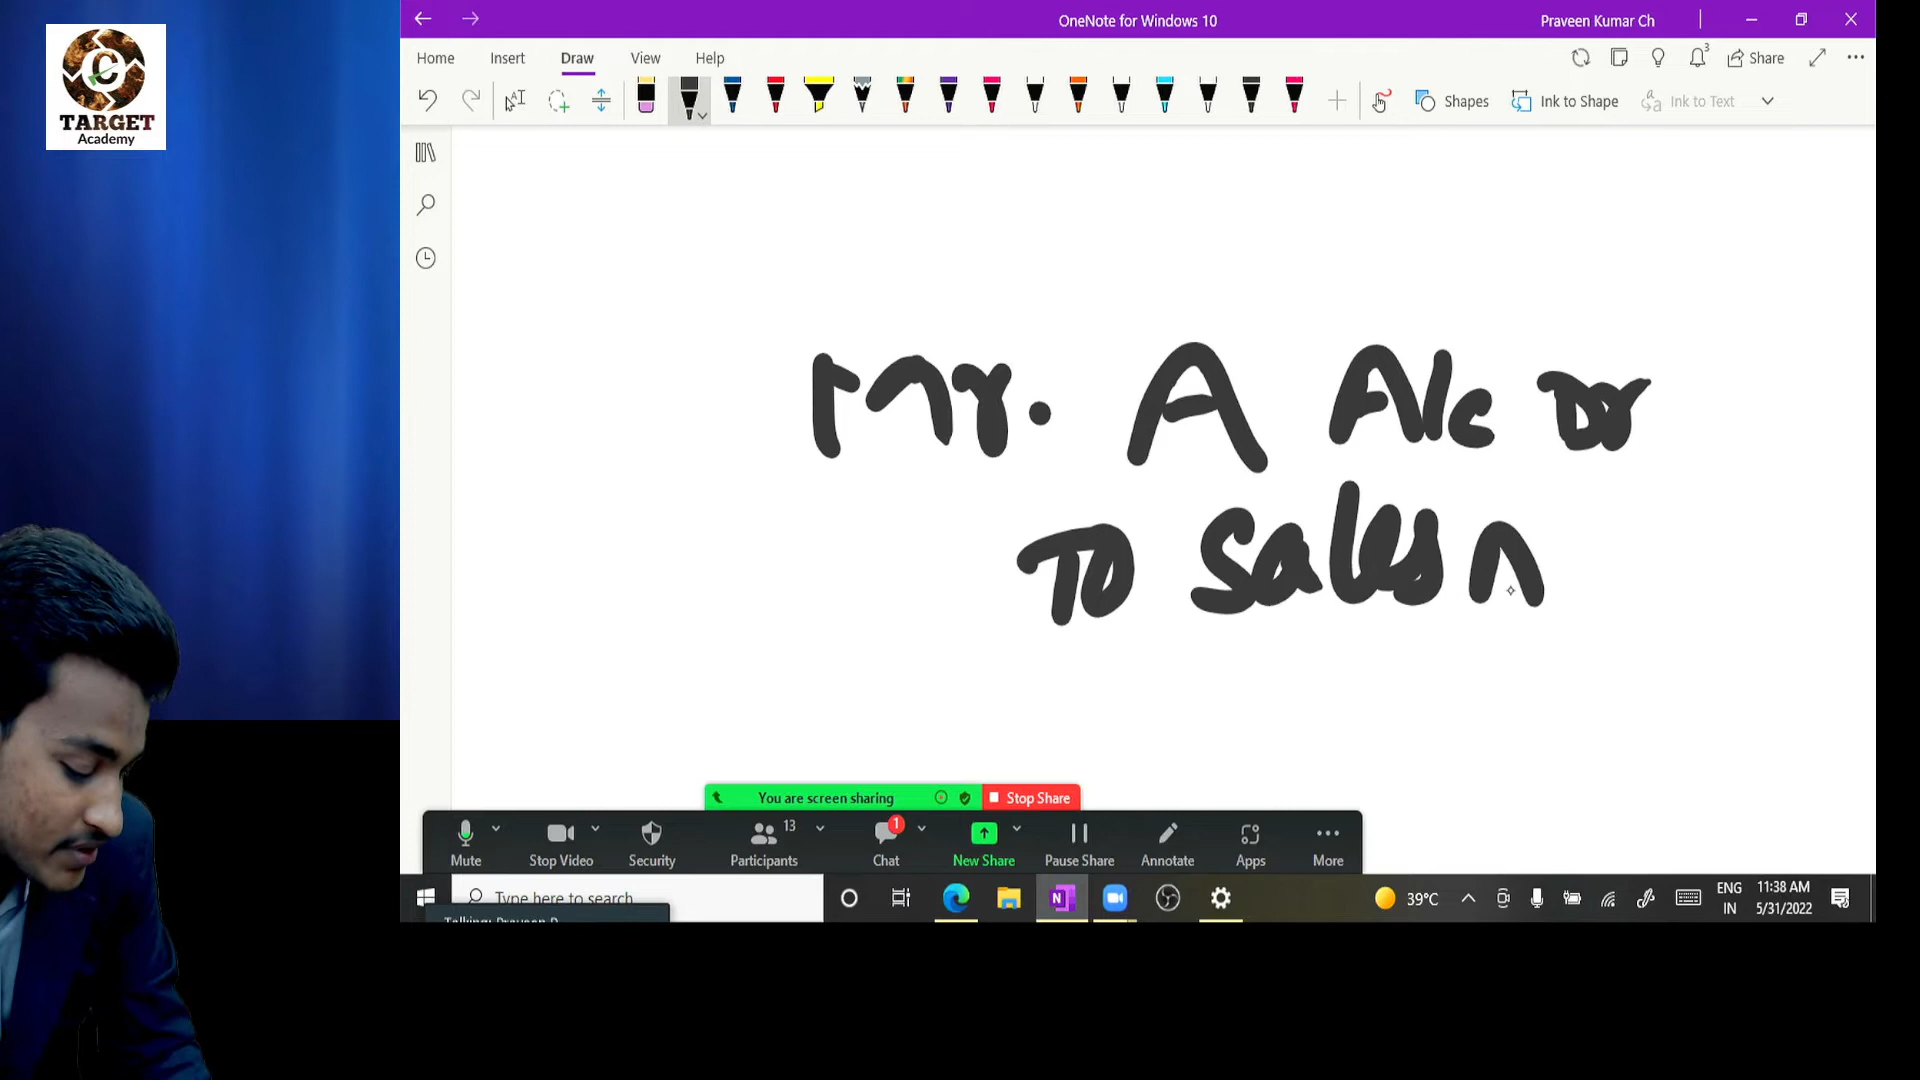 TARGET
Academy
OneNote for Windows 10
Praveen Kumar Ch
Home Insert Draw View Help
3
Share
Shapes
Ink to Shape
Ink to Text
Mr. A A/c Dr
To Sales
You are screen sharing
Stop Share
13
1
Mute
Stop Video
Security
Participants
Chat
New Share
Pause Share
Annotate
Apps
More
Type here to search
39°C
ENG
IN
11:38 AM
5/31/2022